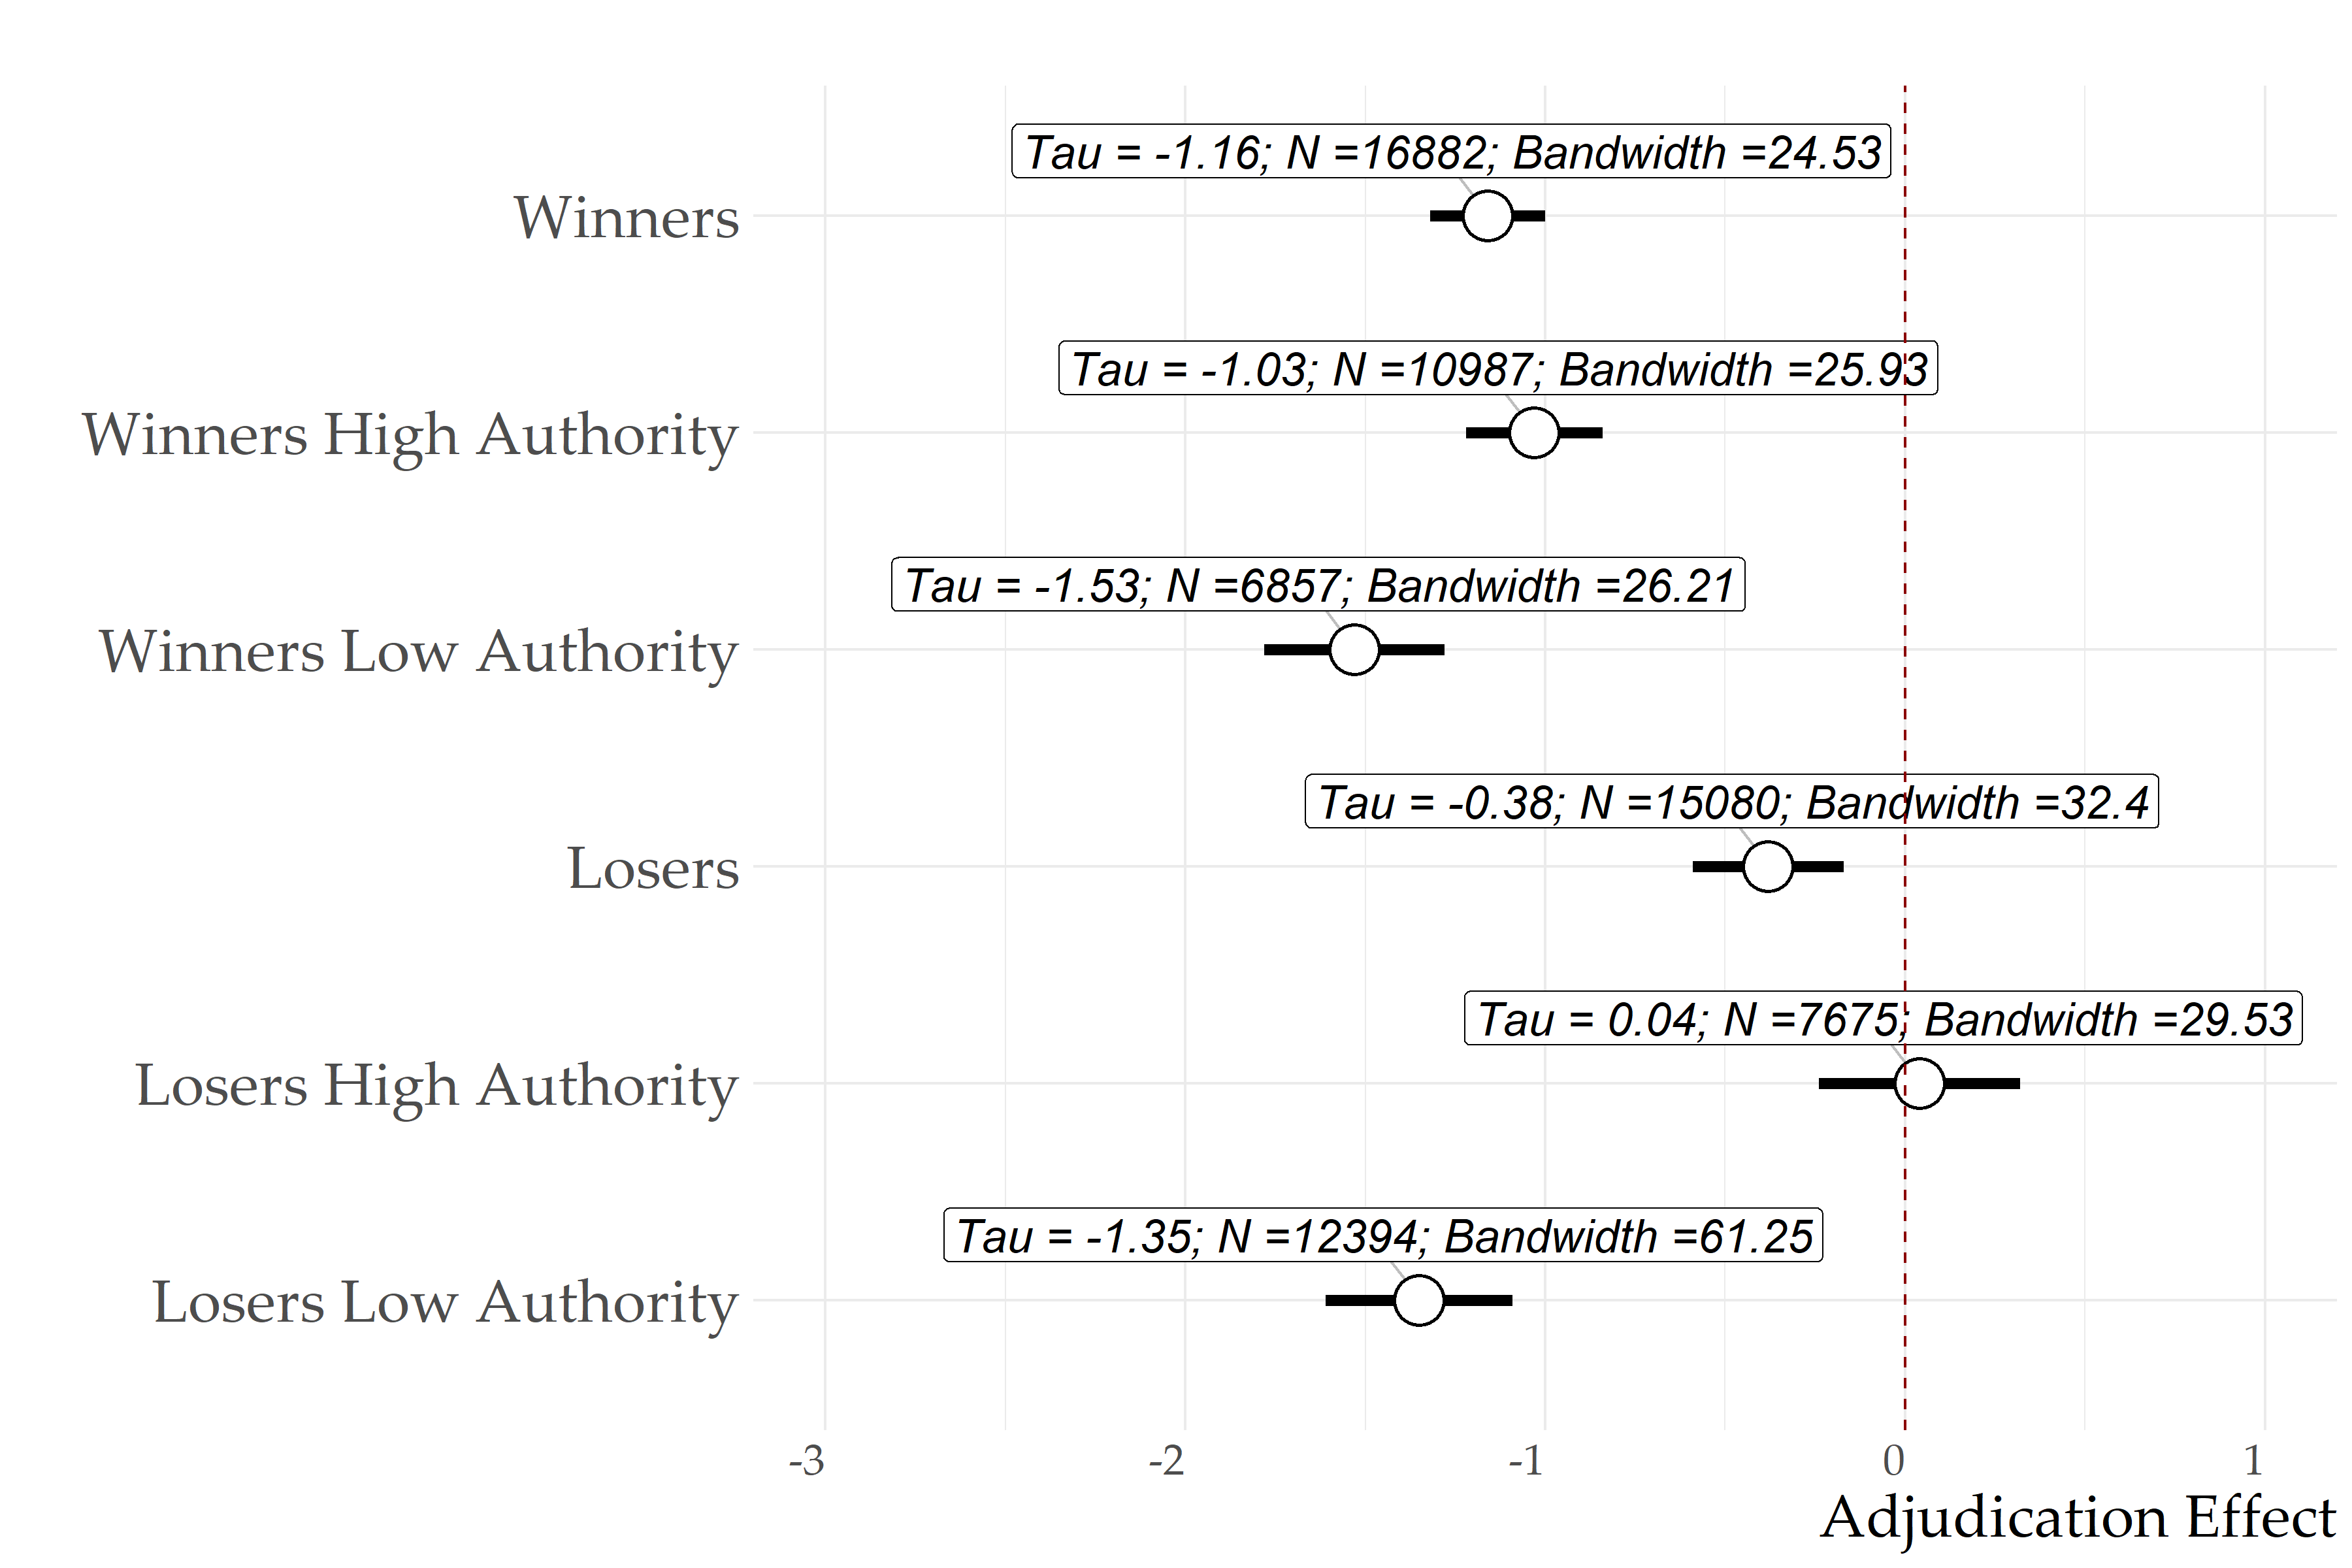 Tau = -1.16; N =16882; Bandwidth =24.53
Winners
Tau = -1.03; N =10987; Bandwidth =25.93
Winners High Authority
Tau = -1.53; N =6857; Bandwidth =26.21
Winners Low Authority
Tau = -0.38; N =15080; Bandwidth =32.4
Losers
Tau = 0.04; N =7675; Bandwidth =29.53
Losers High Authority
Tau = -1.35; N =12394; Bandwidth =61.25
Losers Low Authority
-3 -2 -1 0 1
Adjudication Effect